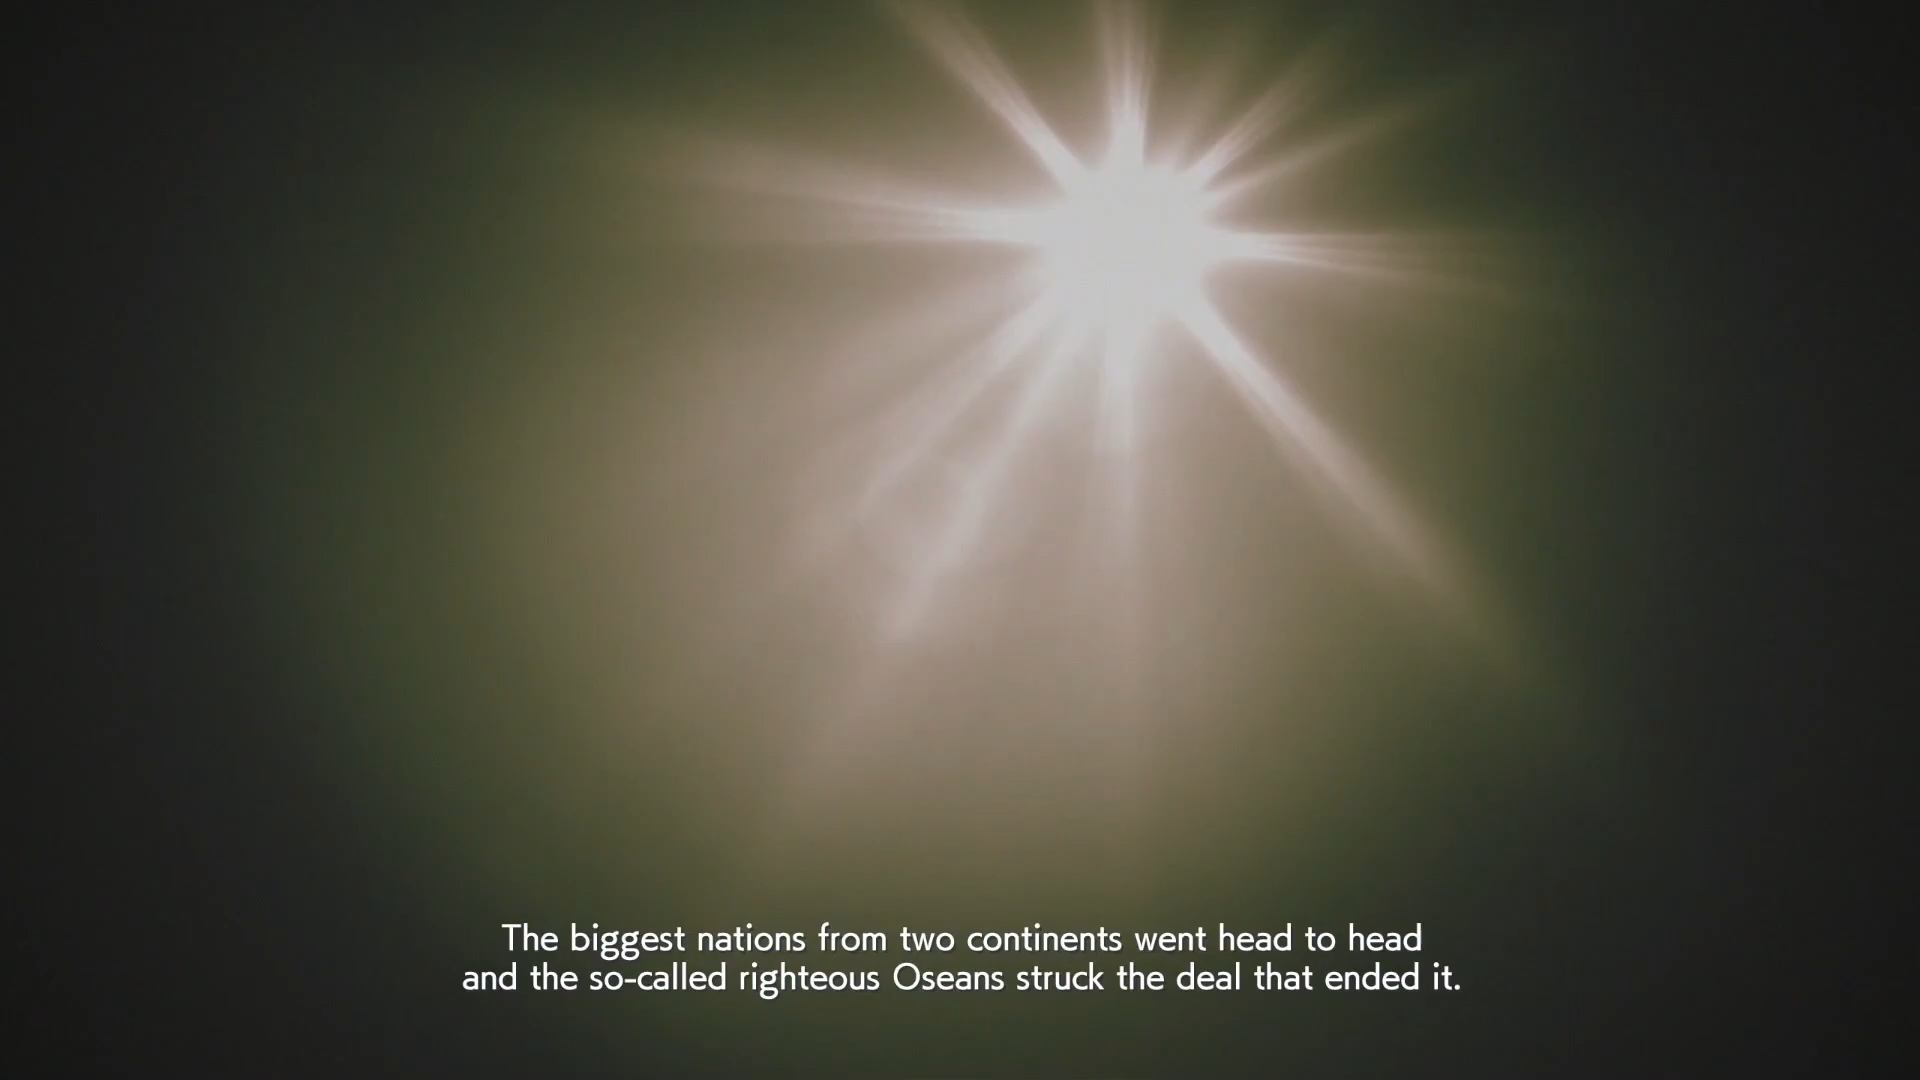 The biggest nations from two continents went head to head
and the so-called righteous Oseans struck the deal that ended it.